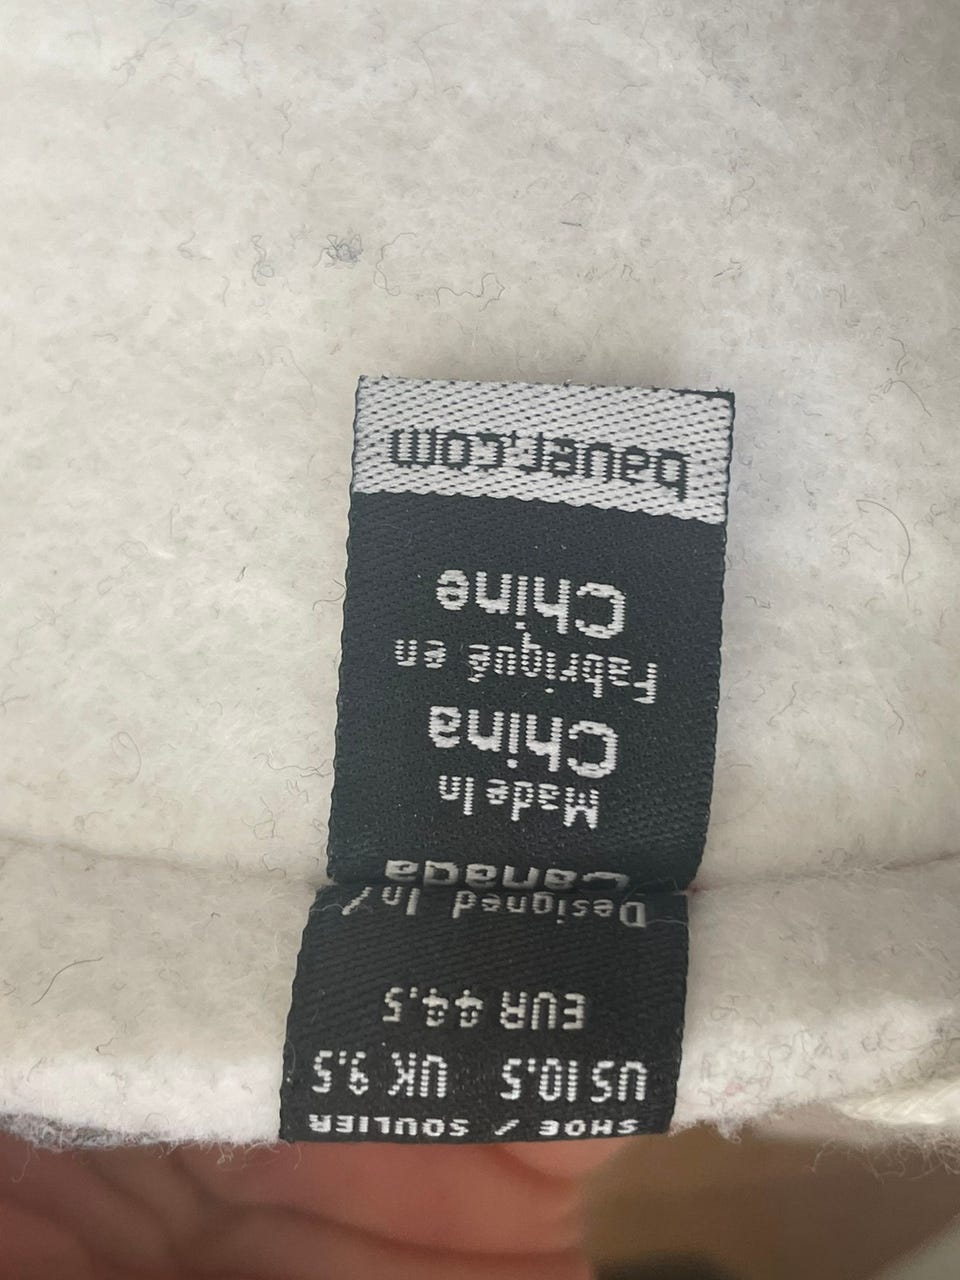 SHOE / SOULIER
US 10.5 UK 9.5
EUR 44.5
Designed In/
Canada
Made In
China
Fabriqué en
Chine
bauer.com